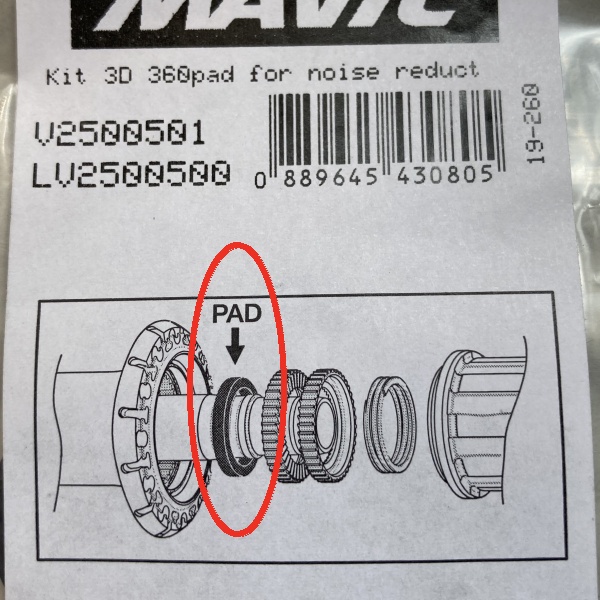 MAVIC
Kit 3D 360pad for noise reduct
V2500501
LV2500500
0 889645 430805
19-260
PAD